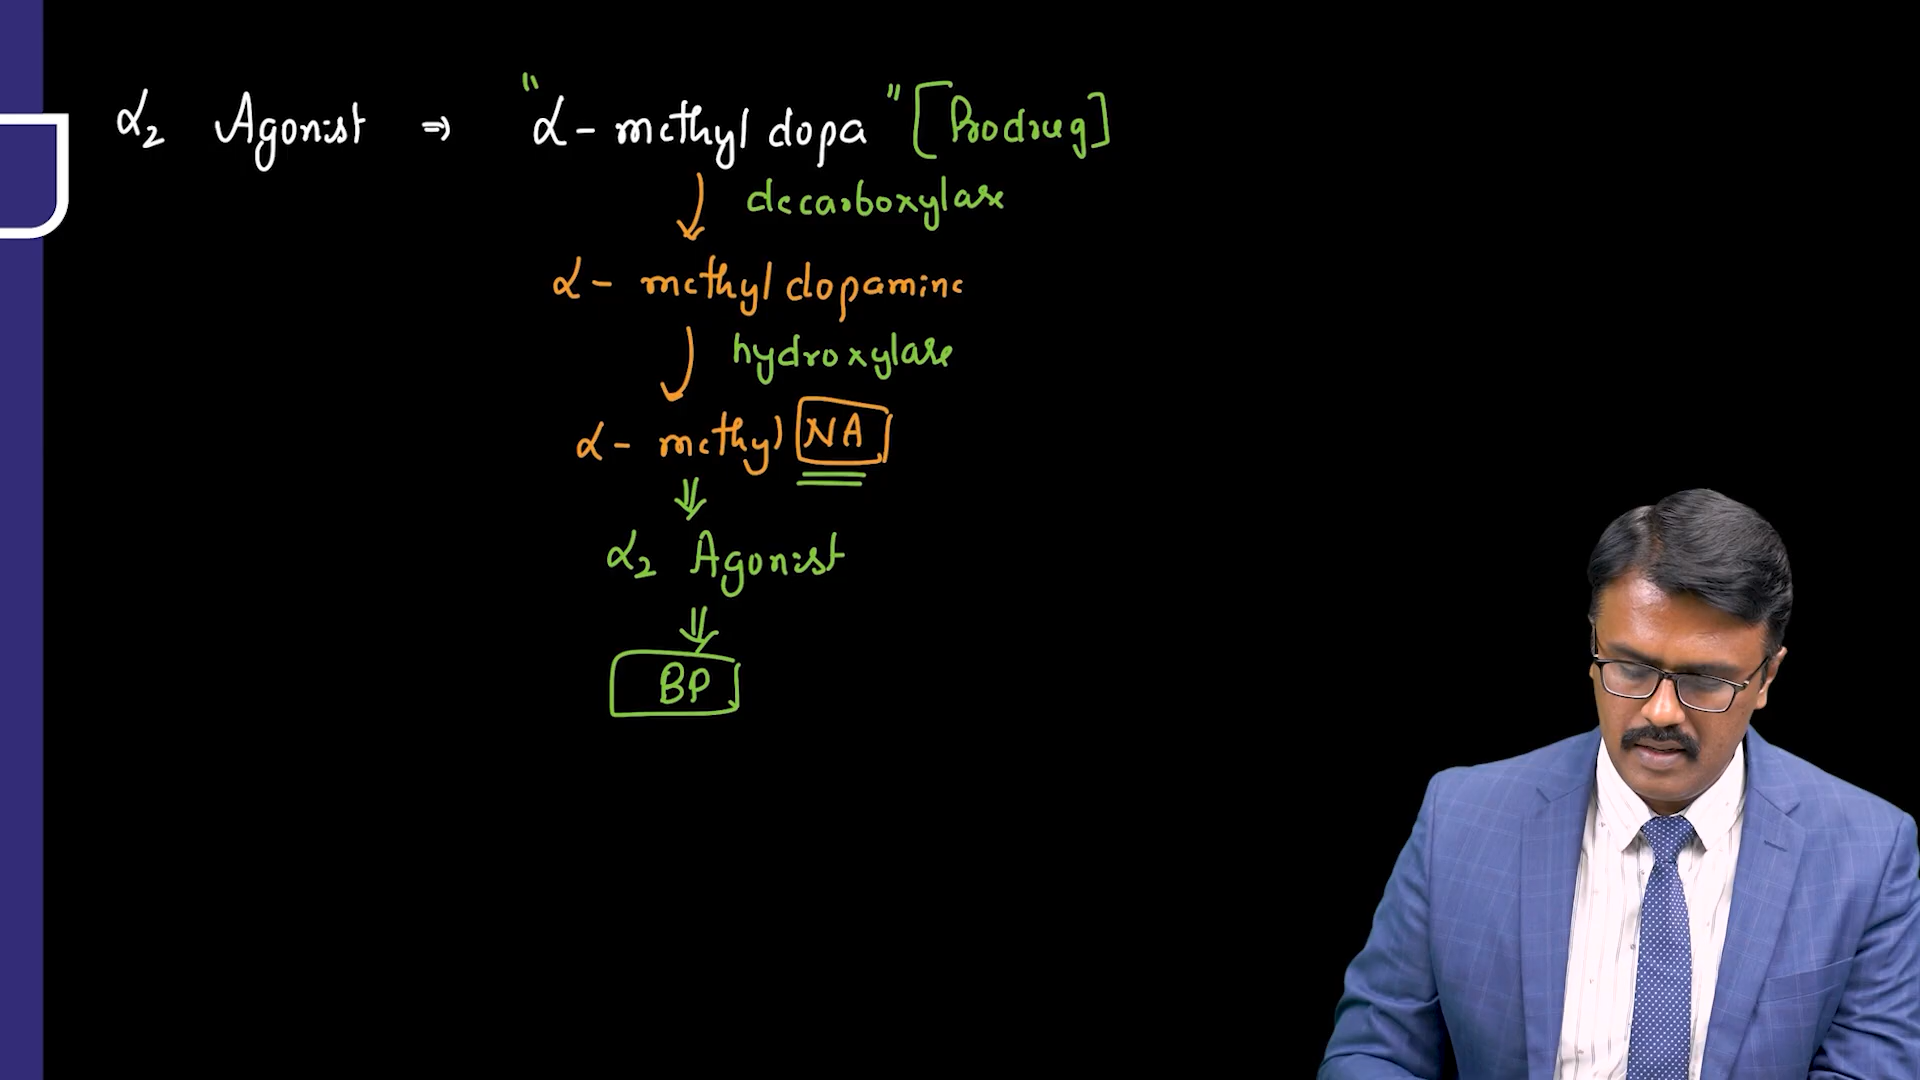 α₂ Agonist ⇒ "α- methyl dopa" [Prodrug]
decarboxylase
α- methyl dopamine
hydroxylase
α- methyl NA
α₂ Agonist
BP